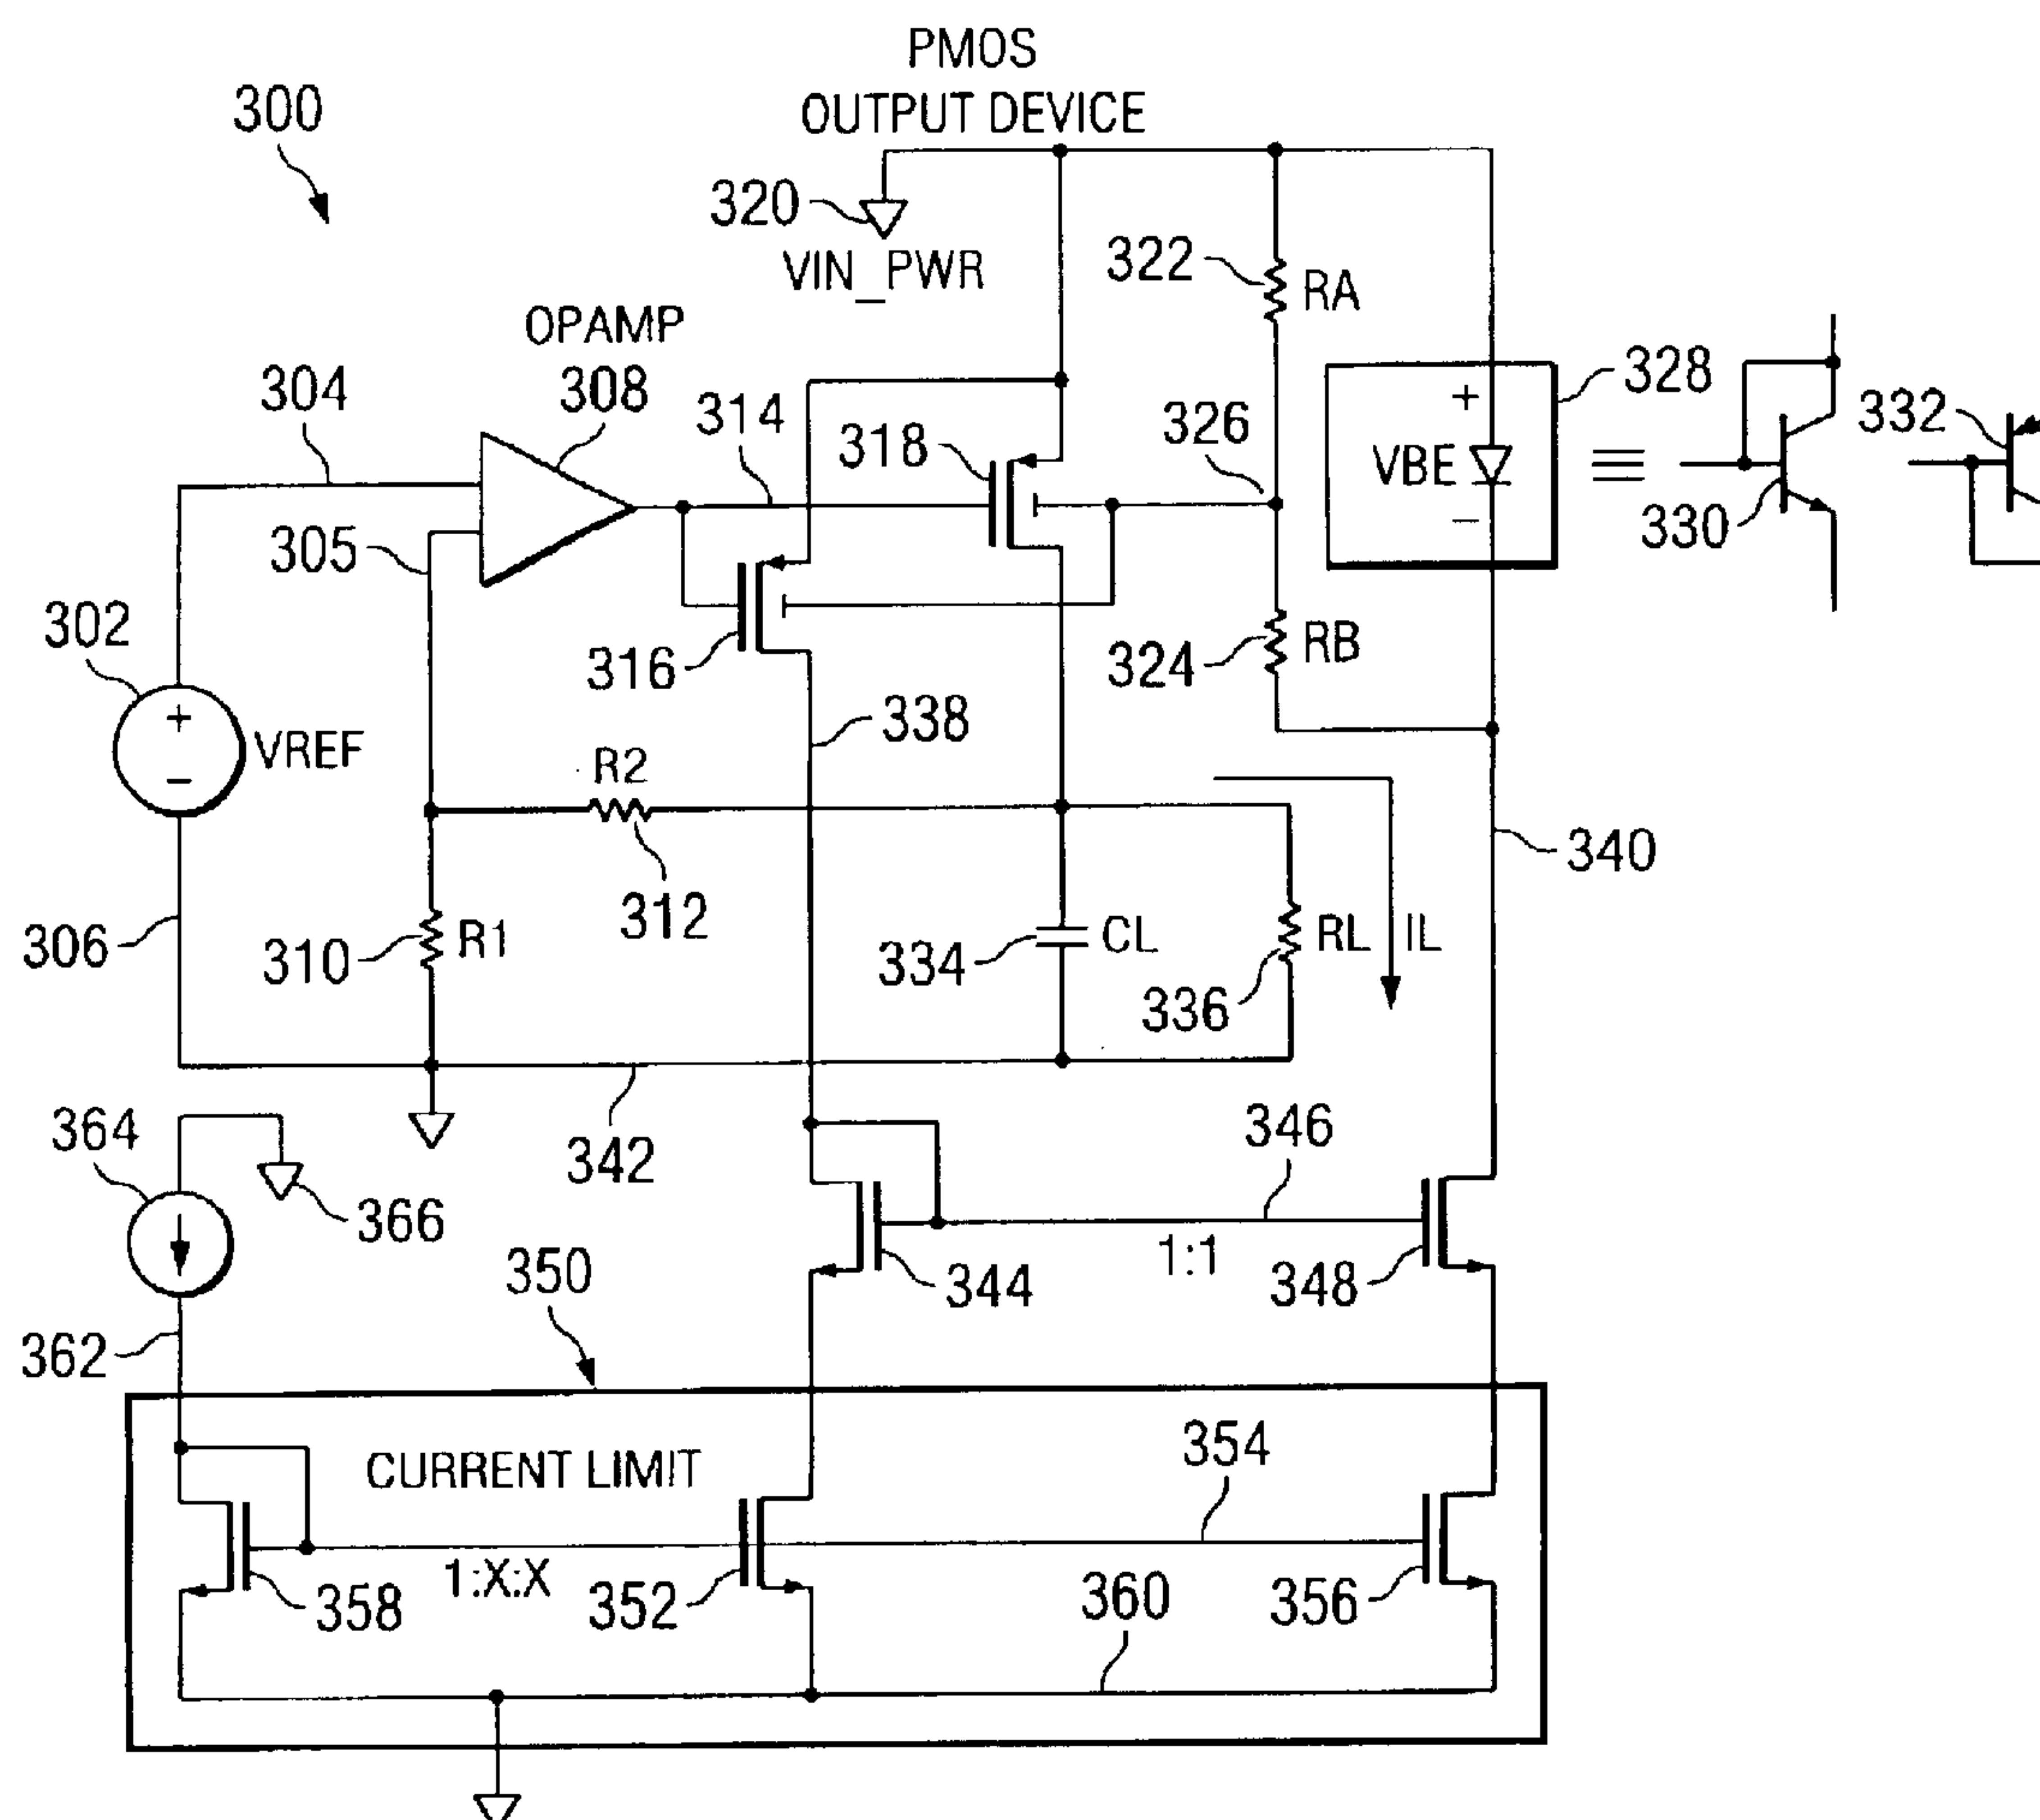 PMOS
OUTPUT DEVICE
300
320
VIN_PWR
322
RA
OPAMP
308
304
314
318
326
328
+
VBE
−
330
332
305
302
316
324
RB
338
+
VREF
−
R2
340
312
306
310
R1
334
CL
336
RL
IL
364
366
342
346
1:1
350
344
348
362
CURRENT LIMIT
354
1:X:X
358
352
360
356